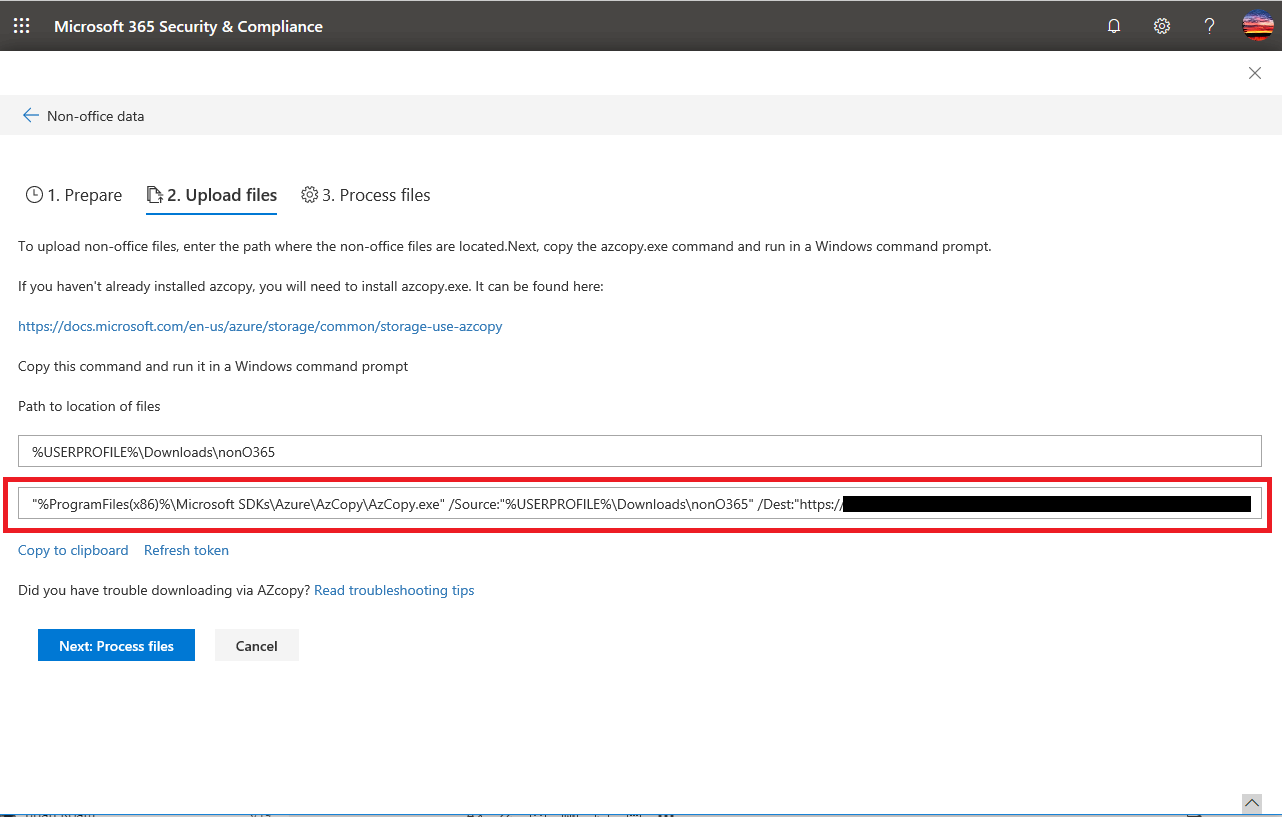 Microsoft 365 Security & Compliance
Non-office data
1. Prepare 2. Upload files 3. Process files
To upload non-office files, enter the path where the non-office files are located.Next, copy the azcopy.exe command and run in a Windows command prompt.
If you haven't already installed azcopy, you will need to install azcopy.exe. It can be found here:
https://docs.microsoft.com/en-us/azure/storage/common/storage-use-azcopy
Copy this command and run it in a Windows command prompt
Path to location of files
%USERPROFILE%\Downloads\nonO365
"%ProgramFiles(x86)%\Microsoft SDKs\Azure\AzCopy\AzCopy.exe" /Source:"%USERPROFILE%\Downloads\nonO365" /Dest:"https://
Copy to clipboard Refresh token
Did you have trouble downloading via AZcopy? Read troubleshooting tips
Next: Process files Cancel